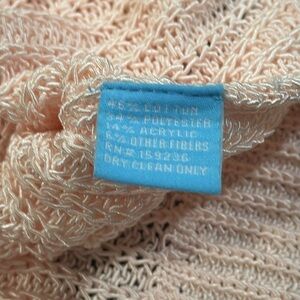 46% COTTON
34% POLYESTER
14% ACRYLIC
6% OTHER FIBERS
RN# 159236
DRY CLEAN ONLY